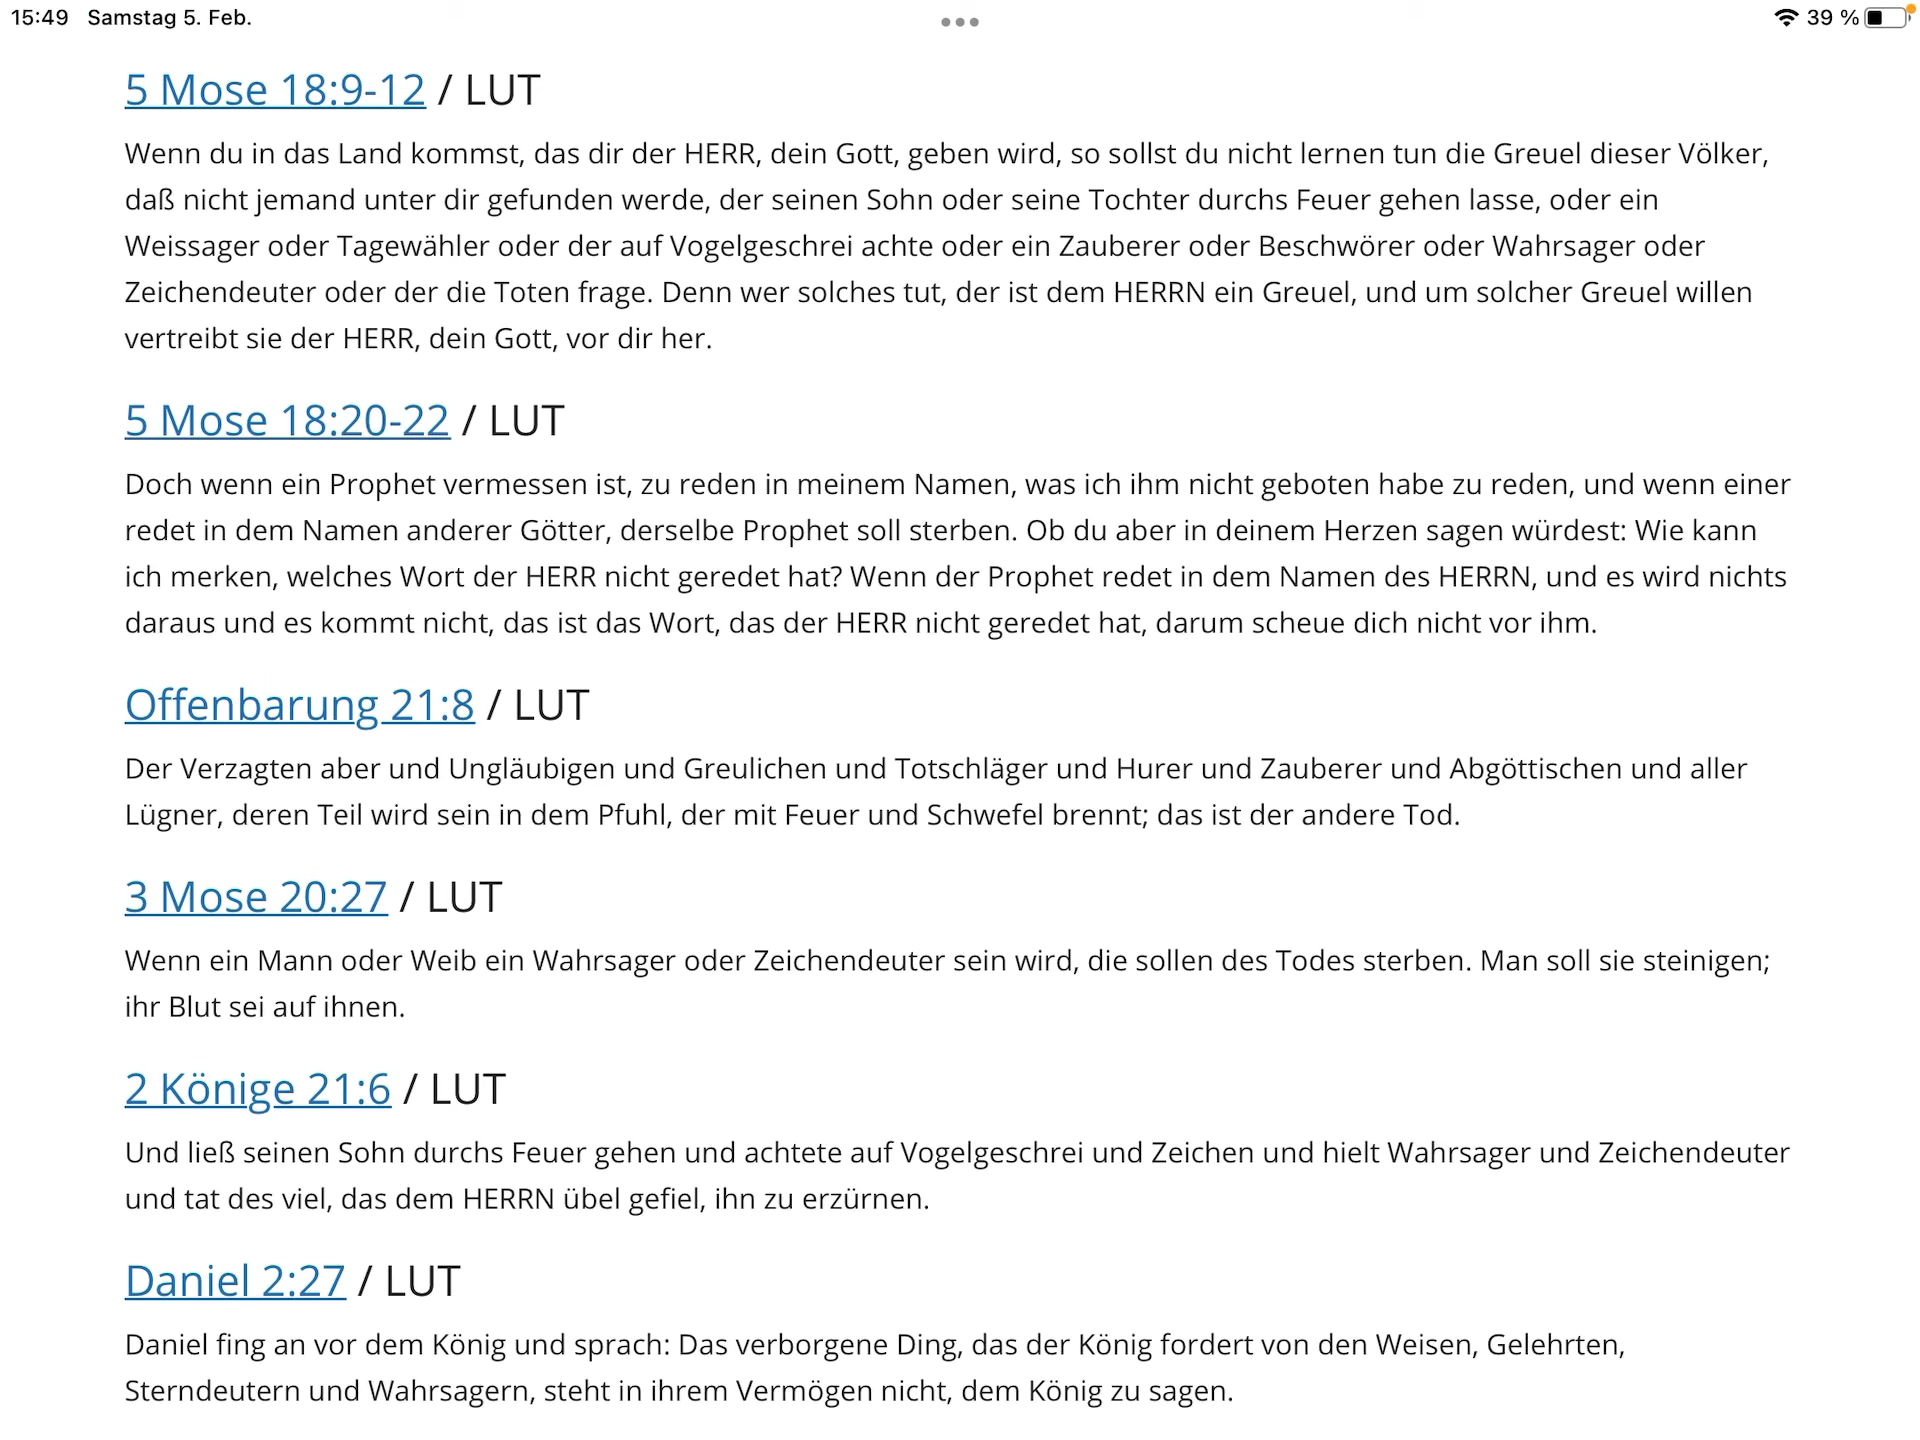 15:49 Samstag 5. Feb.
39 %
5 Mose 18:9-12 / LUT
Wenn du in das Land kommst, das dir der HERR, dein Gott, geben wird, so sollst du nicht lernen tun die Greuel dieser Völker,
daß nicht jemand unter dir gefunden werde, der seinen Sohn oder seine Tochter durchs Feuer gehen lasse, oder ein
Weissager oder Tagewähler oder der auf Vogelgeschrei achte oder ein Zauberer oder Beschwörer oder Wahrsager oder
Zeichendeuter oder der die Toten frage. Denn wer solches tut, der ist dem HERRN ein Greuel, und um solcher Greuel willen
vertreibt sie der HERR, dein Gott, vor dir her.
5 Mose 18:20-22 / LUT
Doch wenn ein Prophet vermessen ist, zu reden in meinem Namen, was ich ihm nicht geboten habe zu reden, und wenn einer
redet in dem Namen anderer Götter, derselbe Prophet soll sterben. Ob du aber in deinem Herzen sagen würdest: Wie kann
ich merken, welches Wort der HERR nicht geredet hat? Wenn der Prophet redet in dem Namen des HERRN, und es wird nichts
daraus und es kommt nicht, das ist das Wort, das der HERR nicht geredet hat, darum scheue dich nicht vor ihm.
Offenbarung 21:8 / LUT
Der Verzagten aber und Ungläubigen und Greulichen und Totschläger und Hurer und Zauberer und Abgöttischen und aller
Lügner, deren Teil wird sein in dem Pfuhl, der mit Feuer und Schwefel brennt; das ist der andere Tod.
3 Mose 20:27 / LUT
Wenn ein Mann oder Weib ein Wahrsager oder Zeichendeuter sein wird, die sollen des Todes sterben. Man soll sie steinigen;
ihr Blut sei auf ihnen.
2 Könige 21:6 / LUT
Und ließ seinen Sohn durchs Feuer gehen und achtete auf Vogelgeschrei und Zeichen und hielt Wahrsager und Zeichendeuter
und tat des viel, das dem HERRN übel gefiel, ihn zu erzürnen.
Daniel 2:27 / LUT
Daniel fing an vor dem König und sprach: Das verborgene Ding, das der König fordert von den Weisen, Gelehrten,
Sterndeutern und Wahrsagern, steht in ihrem Vermögen nicht, dem König zu sagen.